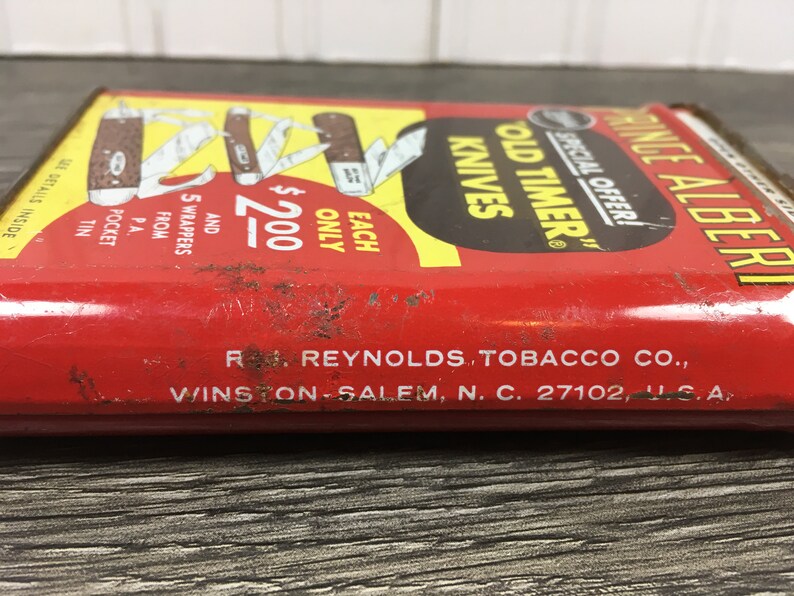 PRINCE ALBERT
SPECIAL OFFER!
"OLD TIMER"®
KNIVES
EACH
ONLY
$2.00
AND
5 WRAPPERS
FROM
P.A.
POCKET
TIN
"SEE DETAILS INSIDE"
R.J. REYNOLDS TOBACCO CO.,
WINSTON-SALEM, N. C. 27102, U.S.A.